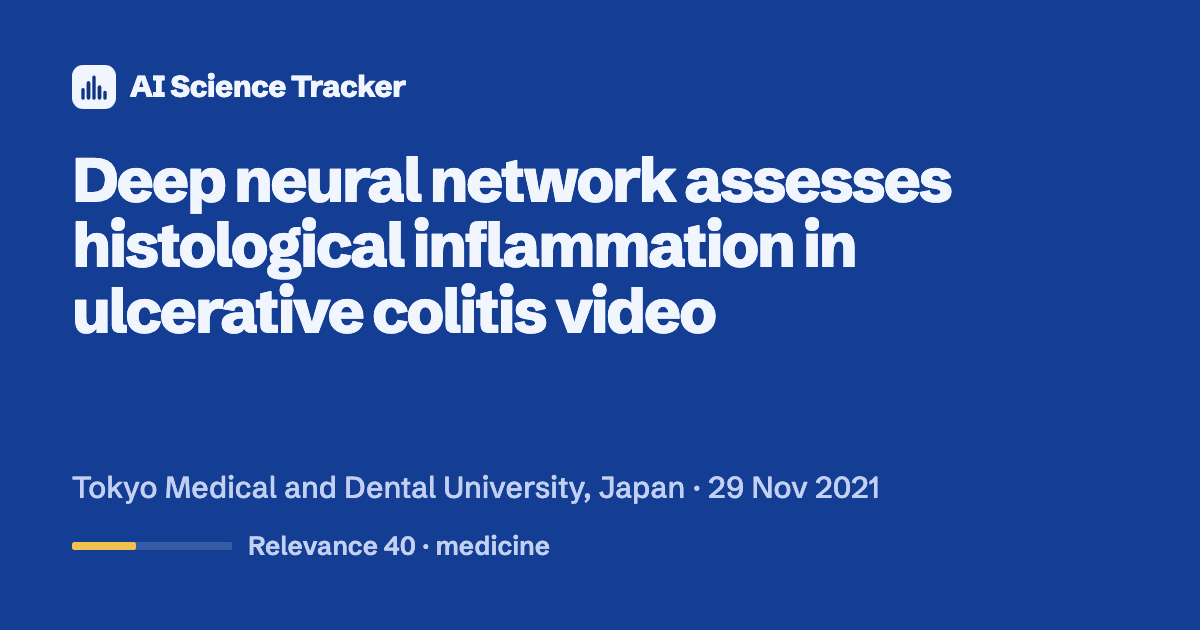 AI Science Tracker
Deep neural network assesses
histological inflammation in
ulcerative colitis video
Tokyo Medical and Dental University, Japan · 29 Nov 2021
Relevance 40 · medicine